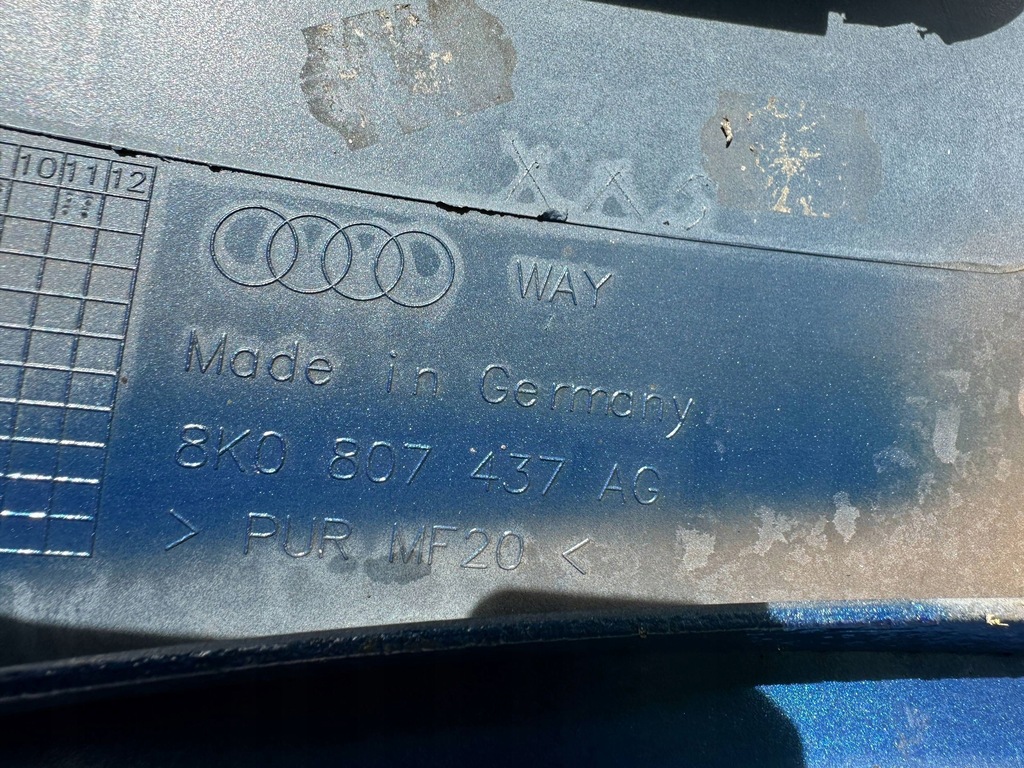 10 11 12
WAY
Made in Germany
8K0 807 437 AG
> PUR MF20 <